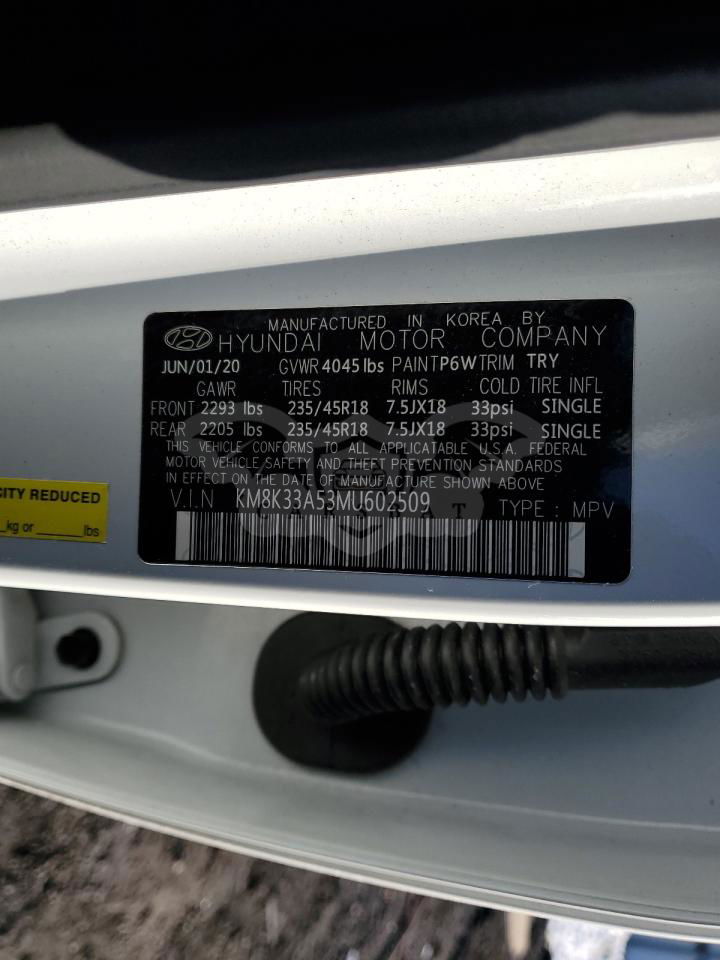 MANUFACTURED IN KOREA BY
HYUNDAI MOTOR COMPANY
JUN/01/20 GVWR 4045 lbs PAINT P6W TRIM TRY
GAWR TIRES RIMS COLD TIRE INFL
FRONT 2293 lbs 235/45R18 7.5JX18 33psi SINGLE
REAR 2205 lbs 235/45R18 7.5JX18 33psi SINGLE
THIS VEHICLE CONFORMS TO ALL APPLICATABLE U.S.A. FEDERAL
MOTOR VEHICLE SAFETY AND THEFT PREVENTION STANDARDS
IN EFFECT ON THE DATE OF MANUFACTURE SHOWN ABOVE
V.I.N KM8K33A53MU602509 TYPE : MPV
CITY REDUCED
_kg or ______lbs